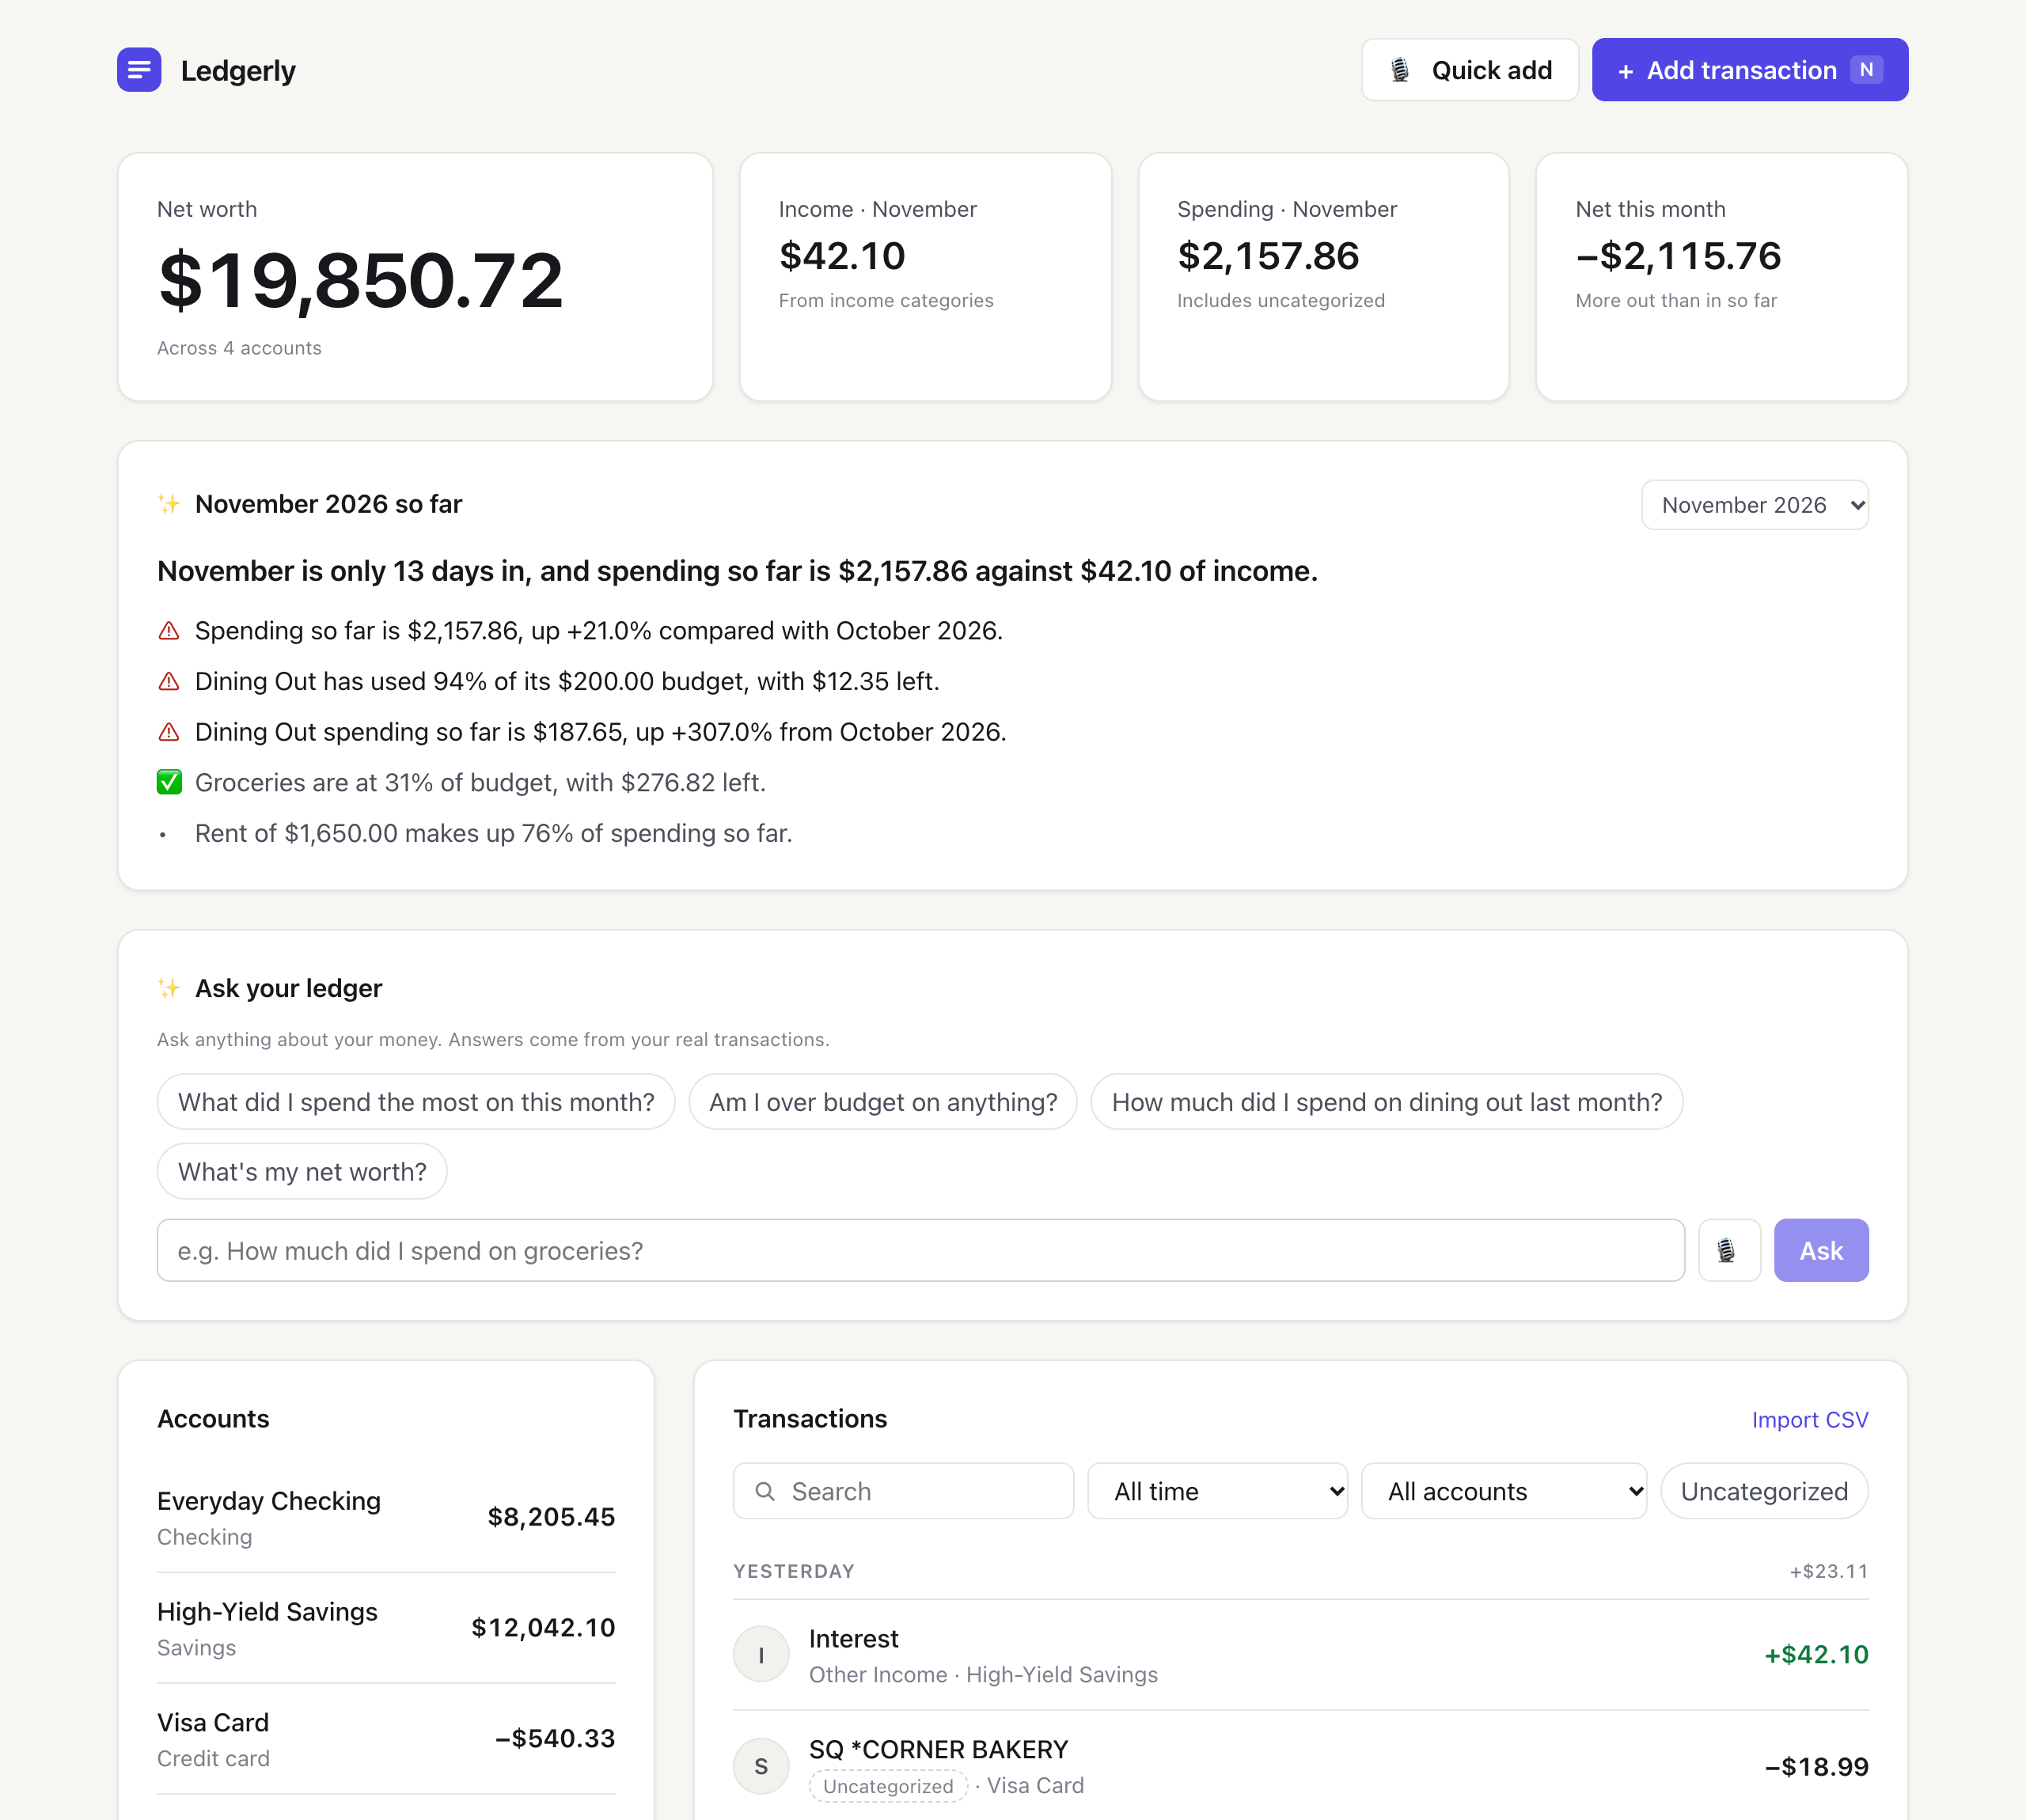 Ledgerly
Quick add
+ Add transaction N
Net worth
$19,850.72
Across 4 accounts
Income · November
$42.10
From income categories
Spending · November
$2,157.86
Includes uncategorized
Net this month
−$2,115.76
More out than in so far
November 2026 so far
November 2026
November is only 13 days in, and spending so far is $2,157.86 against $42.10 of income.
Spending so far is $2,157.86, up +21.0% compared with October 2026.
Dining Out has used 94% of its $200.00 budget, with $12.35 left.
Dining Out spending so far is $187.65, up +307.0% from October 2026.
Groceries are at 31% of budget, with $276.82 left.
• Rent of $1,650.00 makes up 76% of spending so far.
Ask your ledger
Ask anything about your money. Answers come from your real transactions.
What did I spend the most on this month?
Am I over budget on anything?
How much did I spend on dining out last month?
What's my net worth?
e.g. How much did I spend on groceries?
Ask
Accounts
Everyday Checking
Checking
$8,205.45
High-Yield Savings
Savings
$12,042.10
Visa Card
Credit card
−$540.33
Transactions
Import CSV
Search
All time
All accounts
Uncategorized
YESTERDAY
+$23.11
I
Interest
Other Income · High-Yield Savings
+$42.10
S
SQ *CORNER BAKERY
Uncategorized · Visa Card
−$18.99